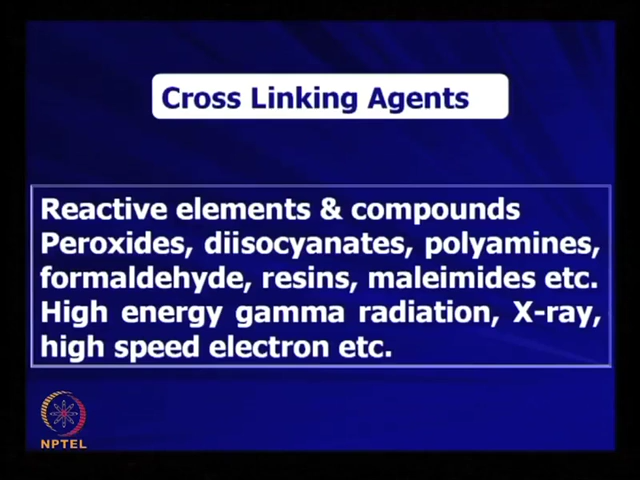 Cross Linking Agents
Reactive elements & compounds
Peroxides, diisocyanates, polyamines,
formaldehyde, resins, maleimides etc.
High energy gamma radiation, X-ray,
high speed electron etc.
NPTEL